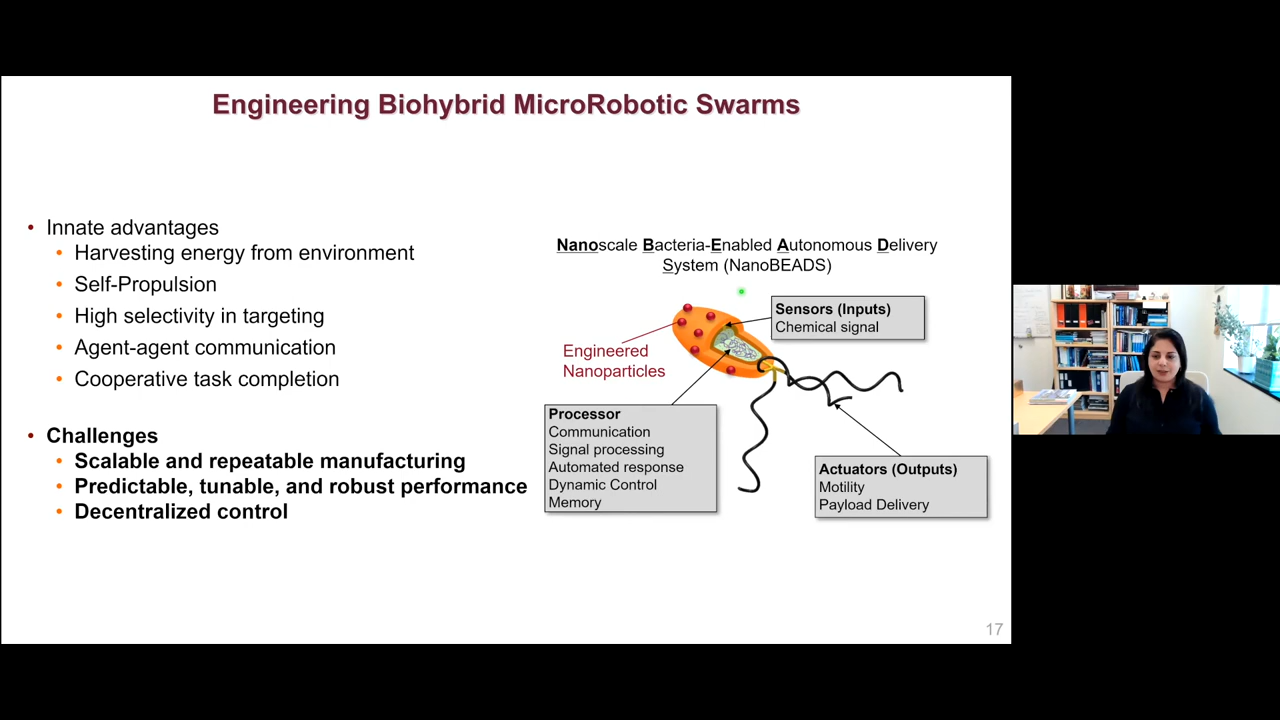 Engineering Biohybrid MicroRobotic Swarms
• Innate advantages
• Harvesting energy from environment
• Self-Propulsion
• High selectivity in targeting
• Agent-agent communication
• Cooperative task completion
• Challenges
• Scalable and repeatable manufacturing
• Predictable, tunable, and robust performance
• Decentralized control
Nanoscale Bacteria-Enabled Autonomous Delivery
System (NanoBEADS)
Sensors (Inputs)
Chemical signal
Engineered
Nanoparticles
Processor
Communication
Signal processing
Automated response
Dynamic Control
Memory
Actuators (Outputs)
Motility
Payload Delivery
17